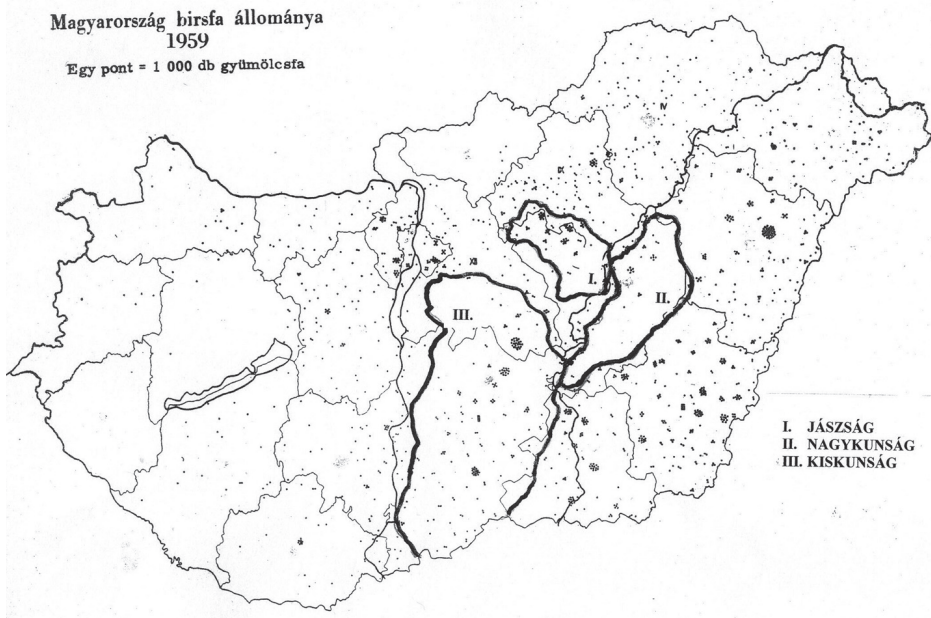 Magyarország birsfa állománya
1959
Egy pont = 1 000 db gyümölcsfa
I.
II.
III.
I. JÁSZSÁG
II. NAGYKUNSÁG
III. KISKUNSÁG